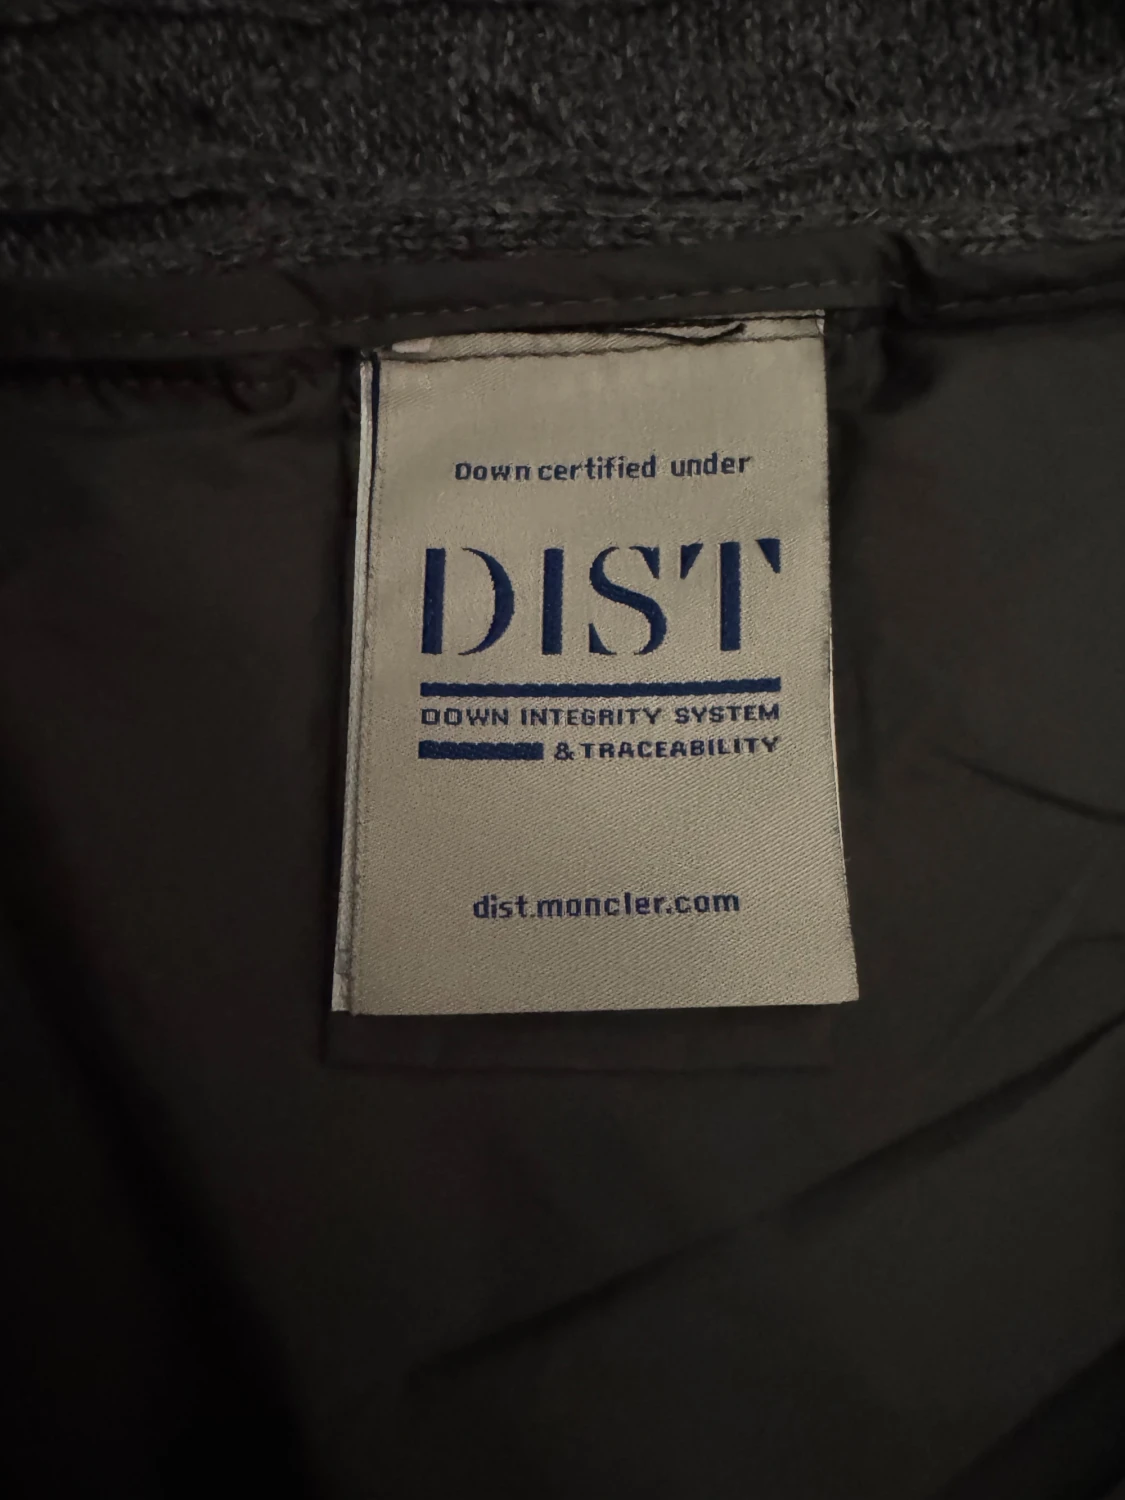 Down certified under
DIST
DOWN INTEGRITY SYSTEM
& TRACEABILITY
dist.moncler.com